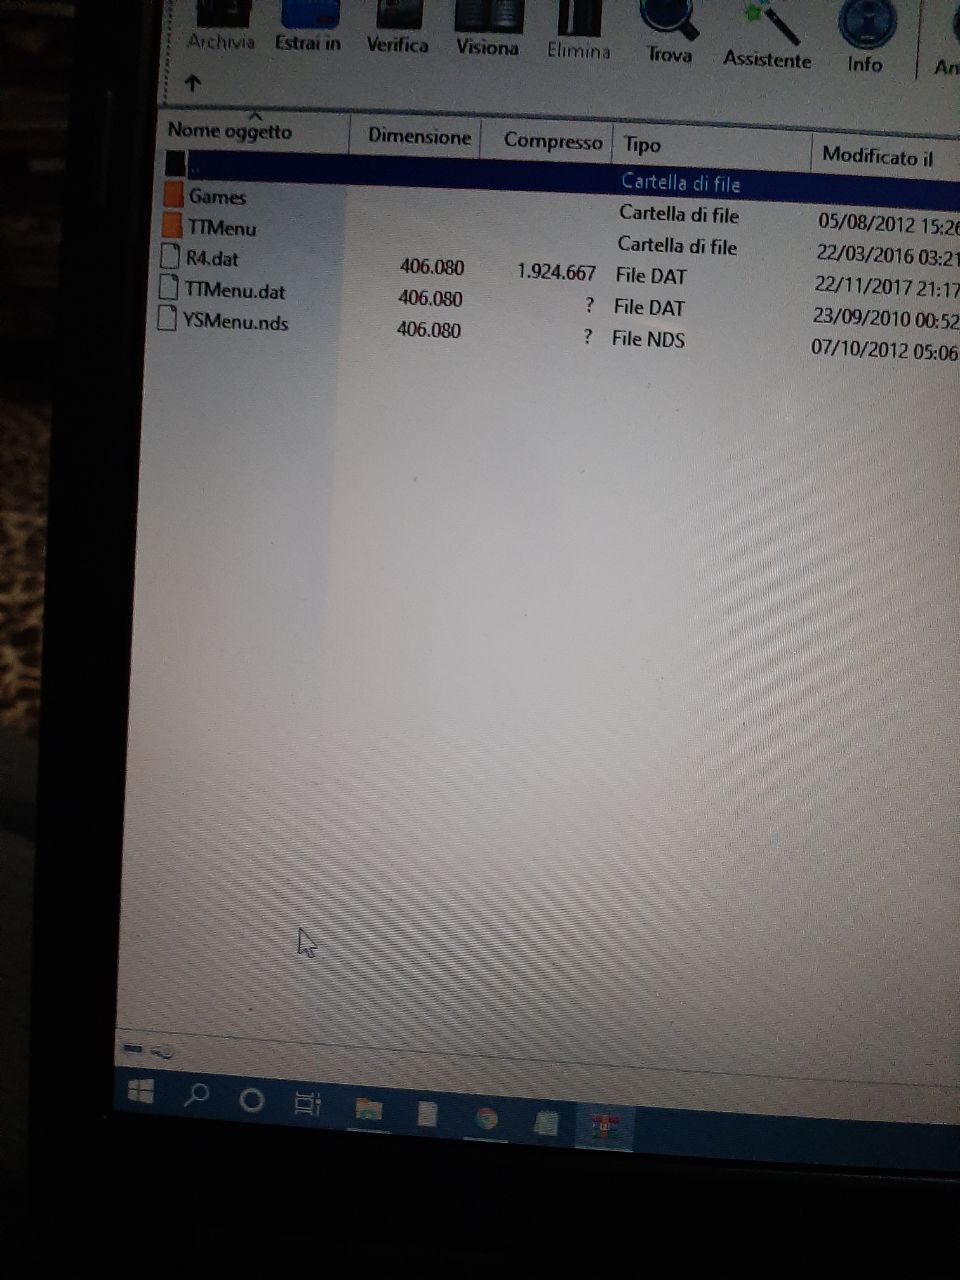 Archivia Estrai in Verifica Visiona Elimina Trova Assistente Info
Nome oggetto Dimensione Compresso Tipo Modificato il
.. Cartella di file
Games Cartella di file 05/08/2012 15:26
TTMenu Cartella di file 22/03/2016 03:21
R4.dat 406.080 1.924.667 File DAT 22/11/2017 21:17
TTMenu.dat 406.080 ? File DAT 23/09/2010 00:52
YSMenu.nds 406.080 ? File NDS 07/10/2012 05:06